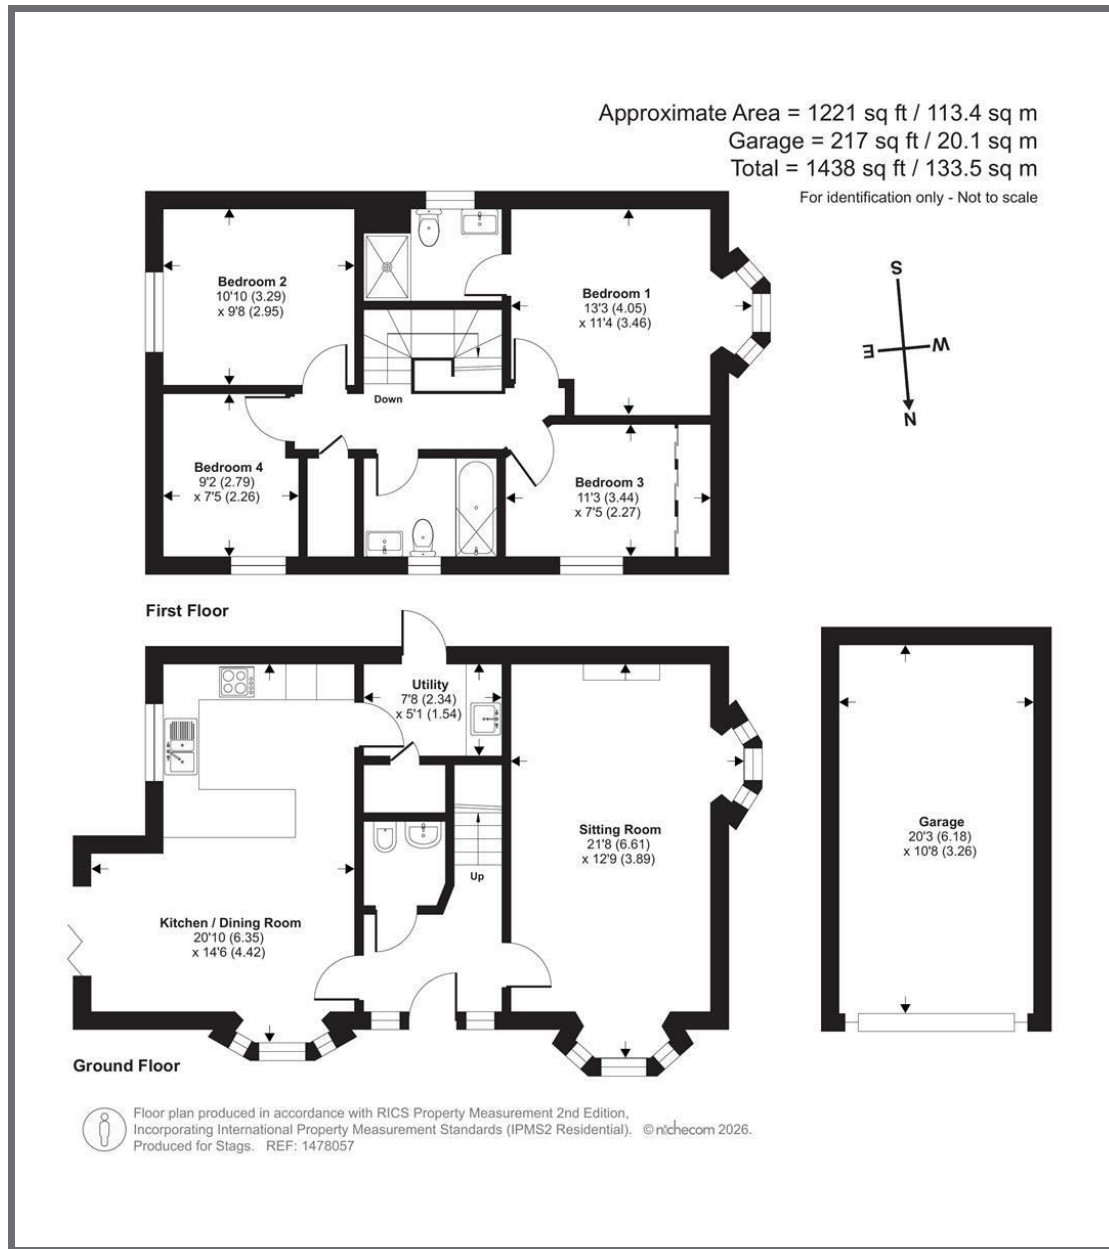 Approximate Area = 1221 sq ft / 113.4 sq m
Garage = 217 sq ft / 20.1 sq m
Total = 1438 sq ft / 133.5 sq m
For identification only - Not to scale
S
W
E
N
Bedroom 2
10'10 (3.29)
x 9'8 (2.95)
Bedroom 1
13'3 (4.05)
x 11'4 (3.46)
Down
Bedroom 4
9'2 (2.79)
x 7'5 (2.26)
Bedroom 3
11'3 (3.44)
x 7'5 (2.27)
First Floor
Utility
7'8 (2.34)
x 5'1 (1.54)
Sitting Room
21'8 (6.61)
x 12'9 (3.89)
Up
Garage
20'3 (6.18)
x 10'8 (3.26)
Kitchen / Dining Room
20'10 (6.35)
x 14'6 (4.42)
Ground Floor
Floor plan produced in accordance with RICS Property Measurement 2nd Edition,
Incorporating International Property Measurement Standards (IPMS2 Residential). © nichecom 2026.
Produced for Stags. REF: 1478057